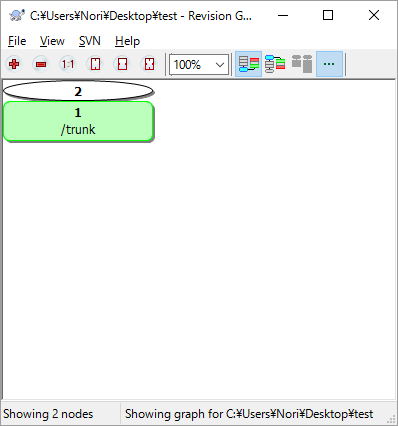 C:¥Users¥Nori¥Desktop¥test - Revision G...
File View SVN Help
1:1 100% ...
2
1
/trunk
Showing 2 nodes Showing graph for C:¥Users¥Nori¥Desktop¥test